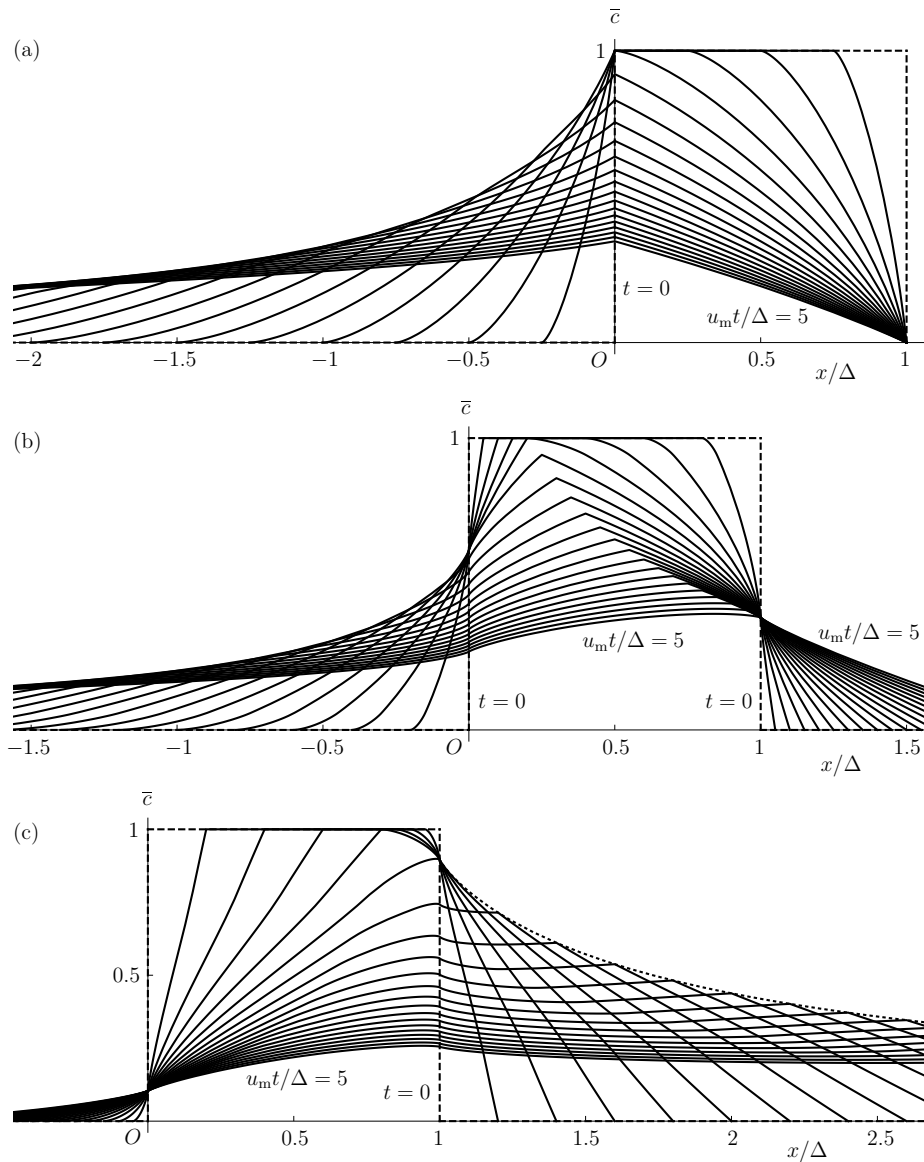 c̅
(a)
1
t = 0
u_m t/Δ = 5
−2 −1.5 −1 −0.5 O 0.5 1
x/Δ
c̅
(b)
1
u_m t/Δ = 5 u_m t/Δ = 5
t = 0 t = 0
−1.5 −1 −0.5 O 0.5 1 1.5
x/Δ
c̅
(c)
1
0.5
u_m t/Δ = 5 t = 0
O 0.5 1 1.5 2 2.5
x/Δ